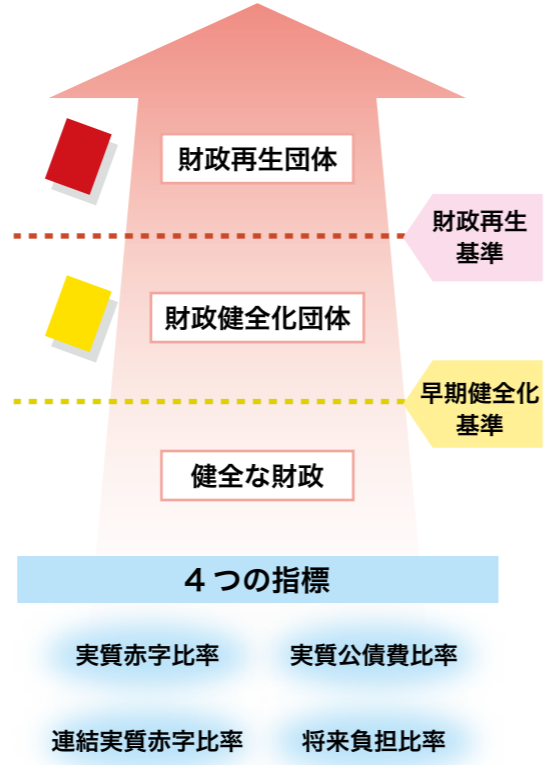 財政再生団体
財政再生
基準
財政健全化団体
早期健全化
基準
健全な財政
4つの指標
実質赤字比率
実質公債費比率
連結実質赤字比率
将来負担比率